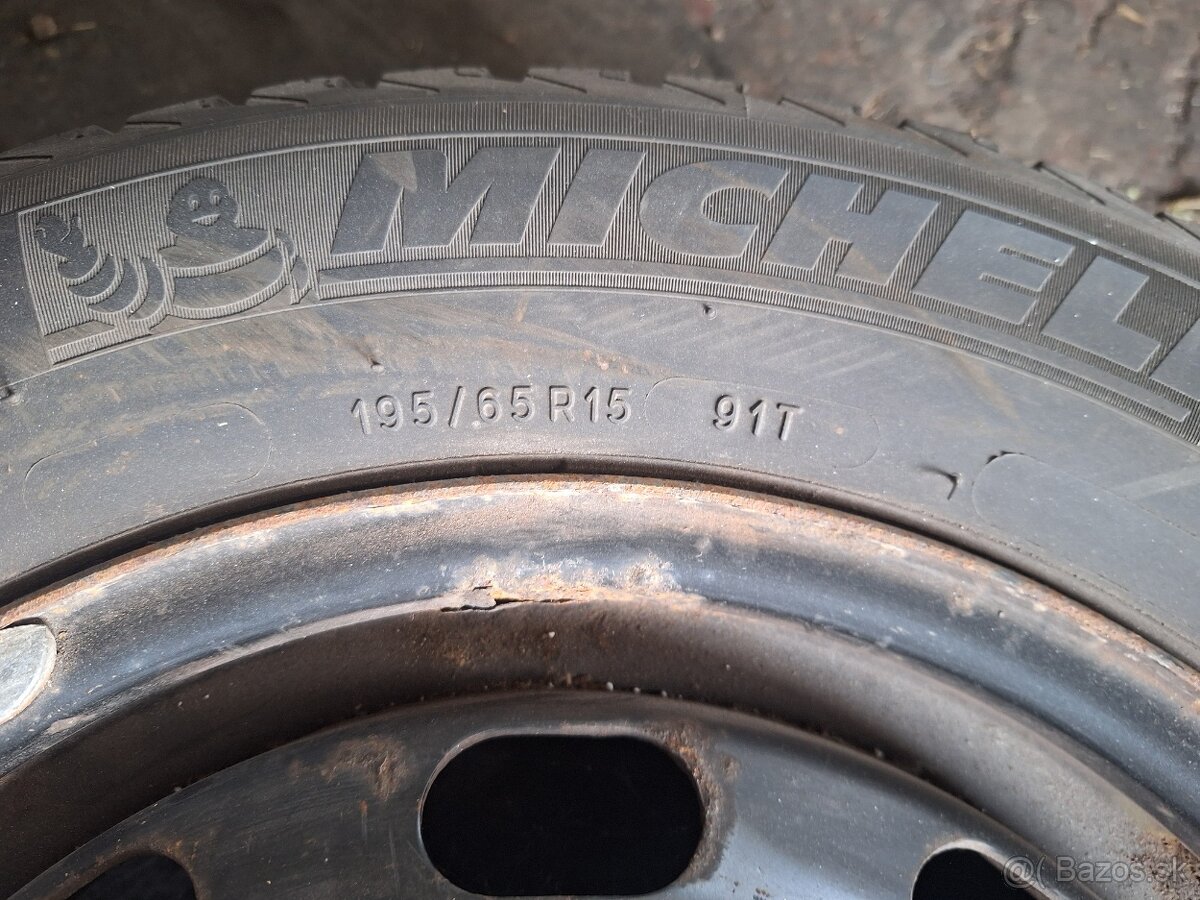 MICHEL
195/65R15 91T
@( Bazos.sk